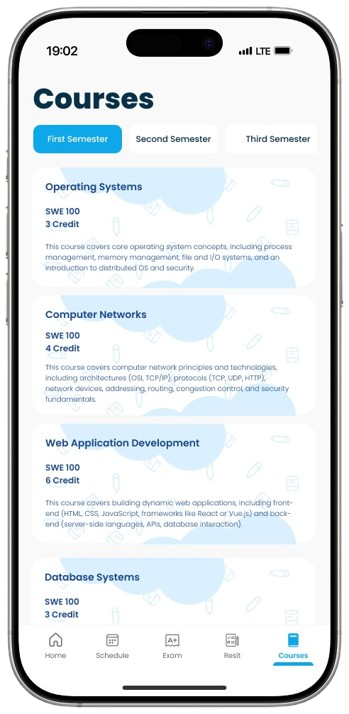 19:02
LTE
Courses
First Semester
Second Semester
Third Semester
Operating Systems
SWE 100
3 Credit
This course covers core operating system concepts, including process
management, memory management, file and I/O systems, and an
introduction to distributed OS and security.
Computer Networks
SWE 100
4 Credit
This course covers computer network principles and technologies,
including architectures (OSI, TCP/IP), protocols (TCP, UDP, HTTP),
network devices, addressing, routing, congestion control, and security
fundamentals.
Web Application Development
SWE 100
6 Credit
This course covers building dynamic web applications, including front-
end (HTML, CSS, JavaScript, frameworks like React or Vue.js) and back-
end (server-side languages, APIs, database interaction).
Database Systems
SWE 100
3 Credit
A+
Home
Schedule
Exam
Resit
Courses